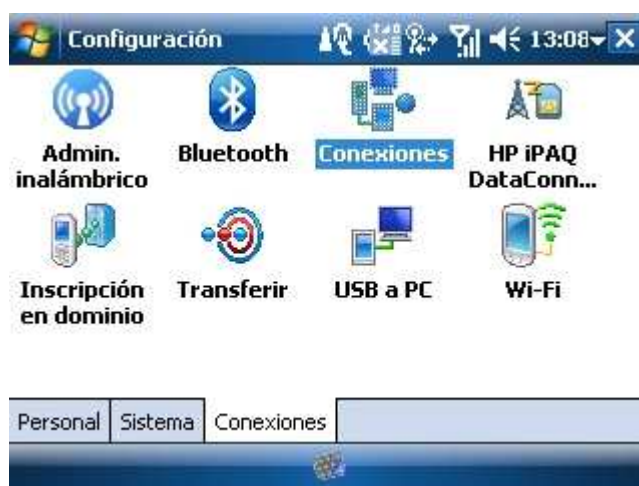 Configuración 13:08
Admin. inalámbrico
Bluetooth
Conexiones
HP iPAQ DataConn...
Inscripción en dominio
Transferir
USB a PC
Wi-Fi
Personal Sistema Conexiones